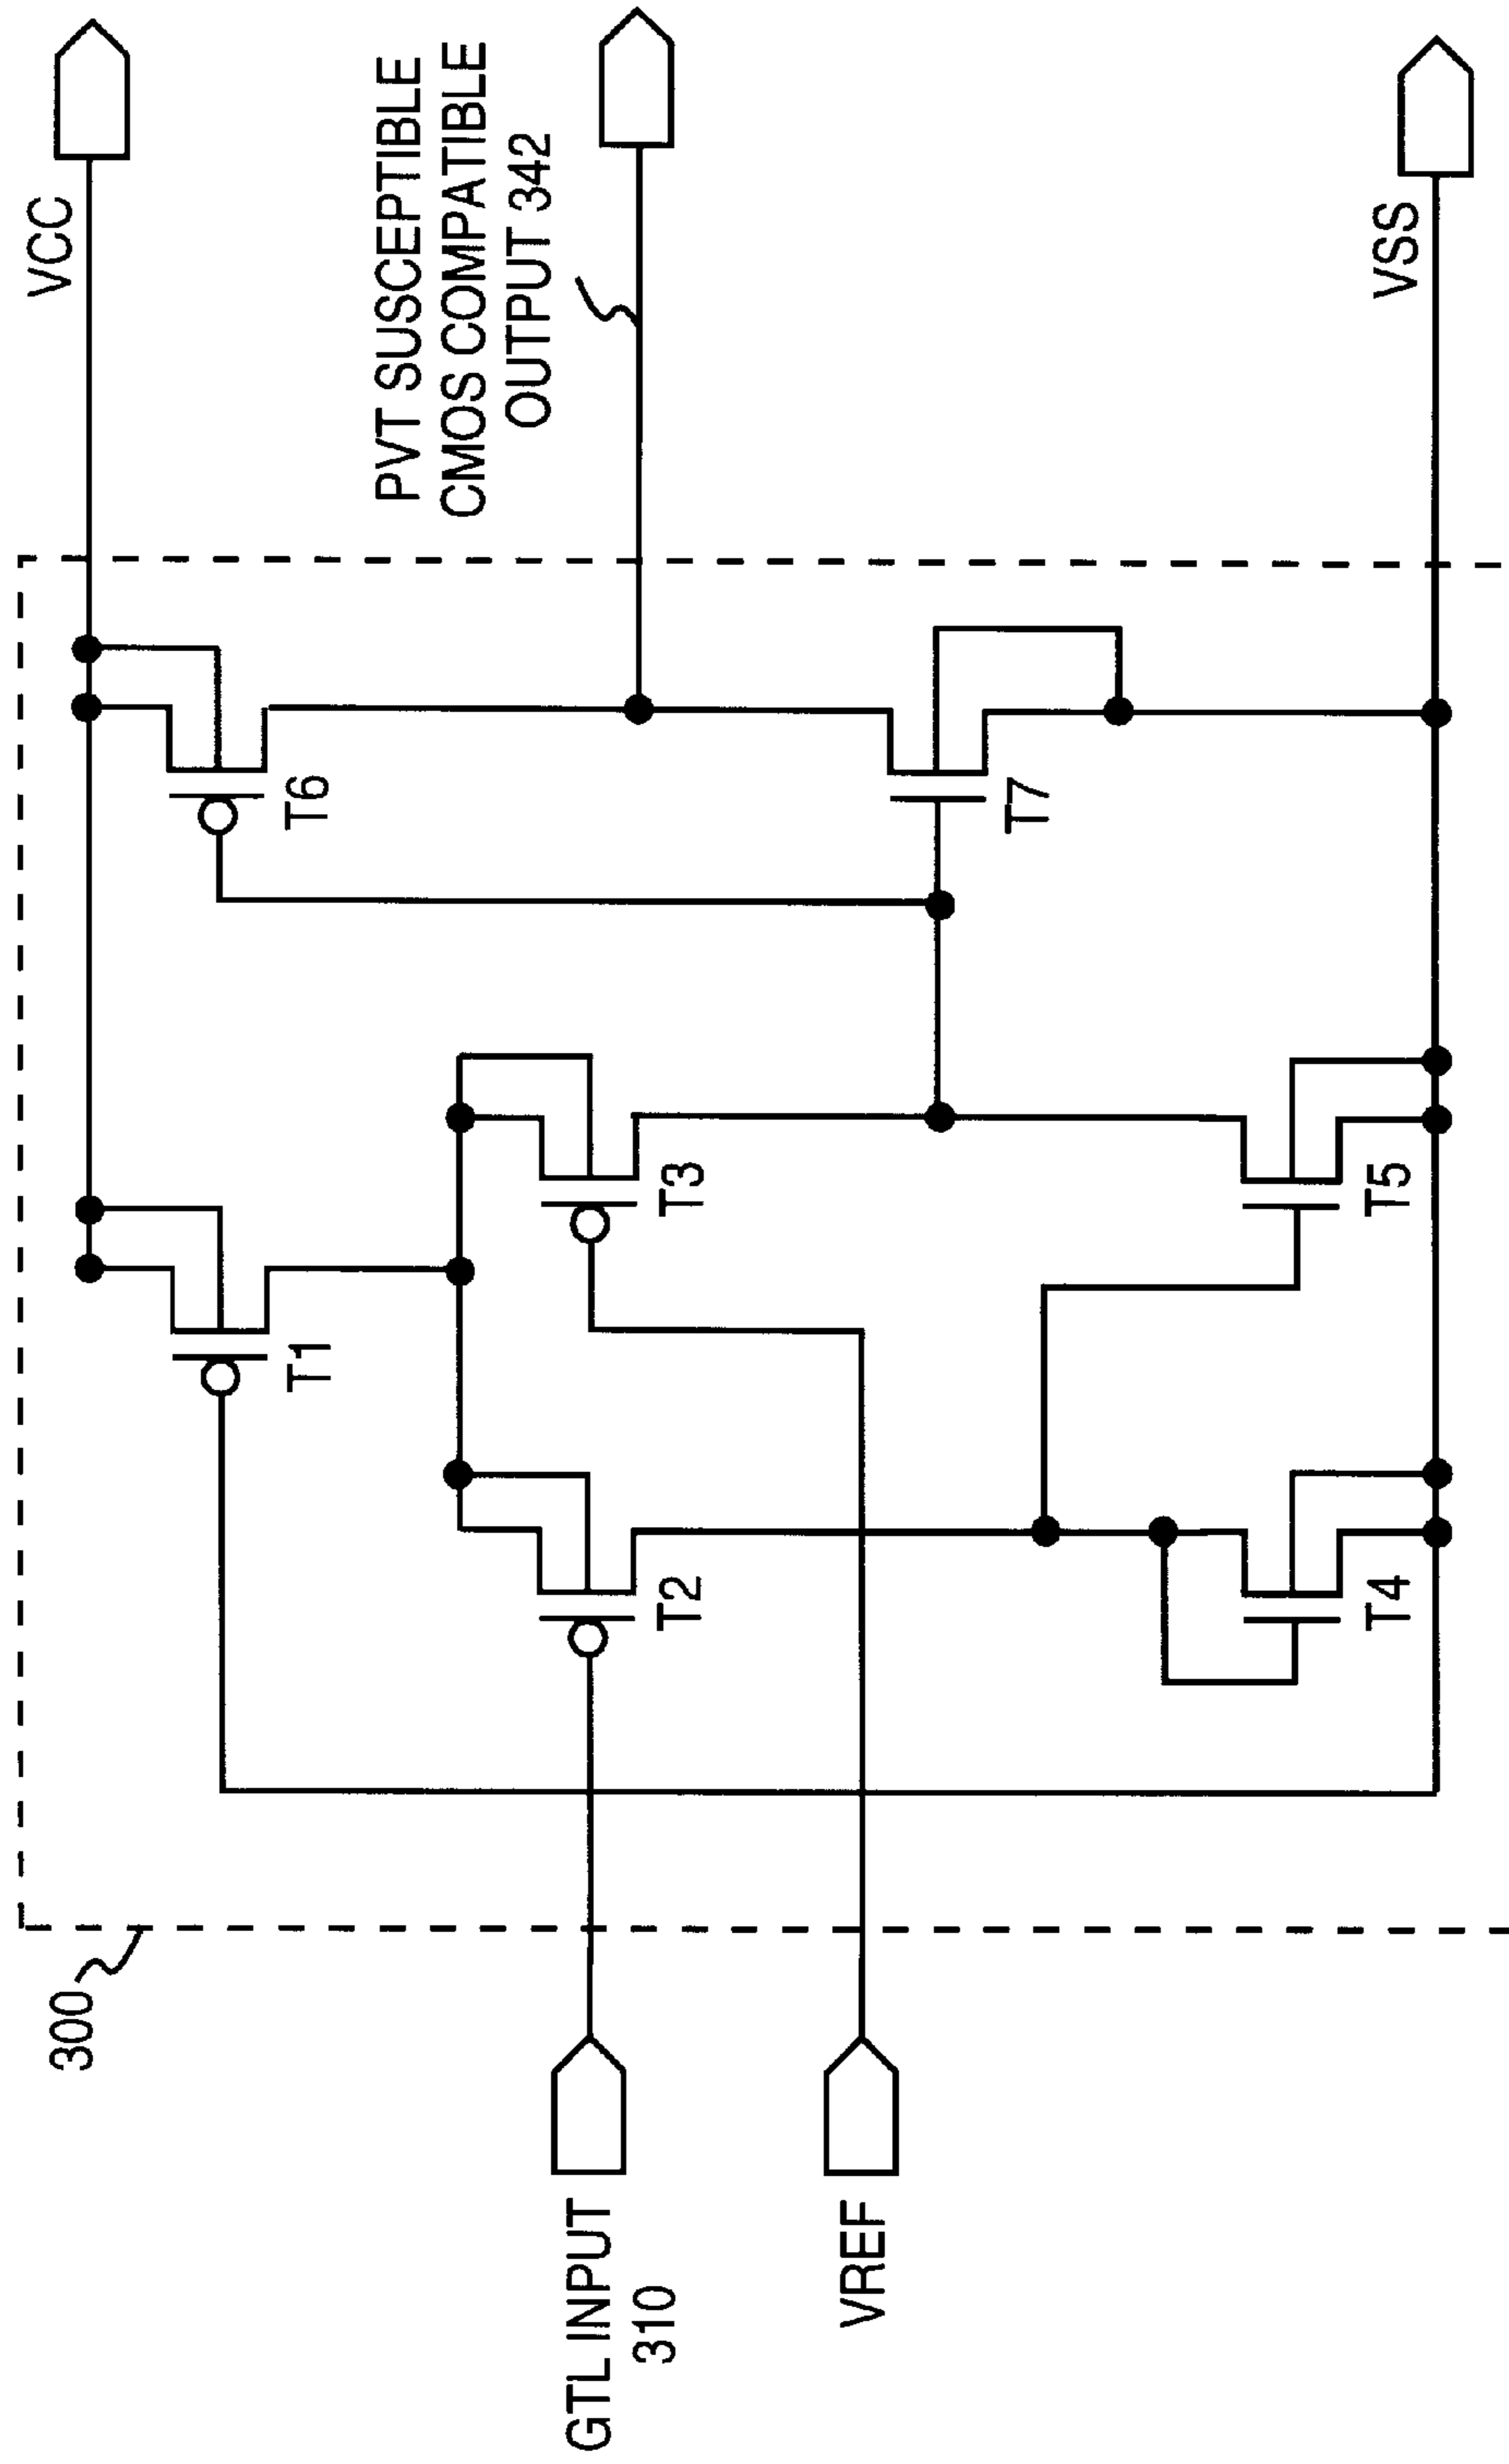 VCC
PVT SUSCEPTIBLE
CMOS COMPATIBLE
OUTPUT 342
VSS
T6
T7
T1
T3
T5
T2
T4
300
GTL INPUT
310
VREF